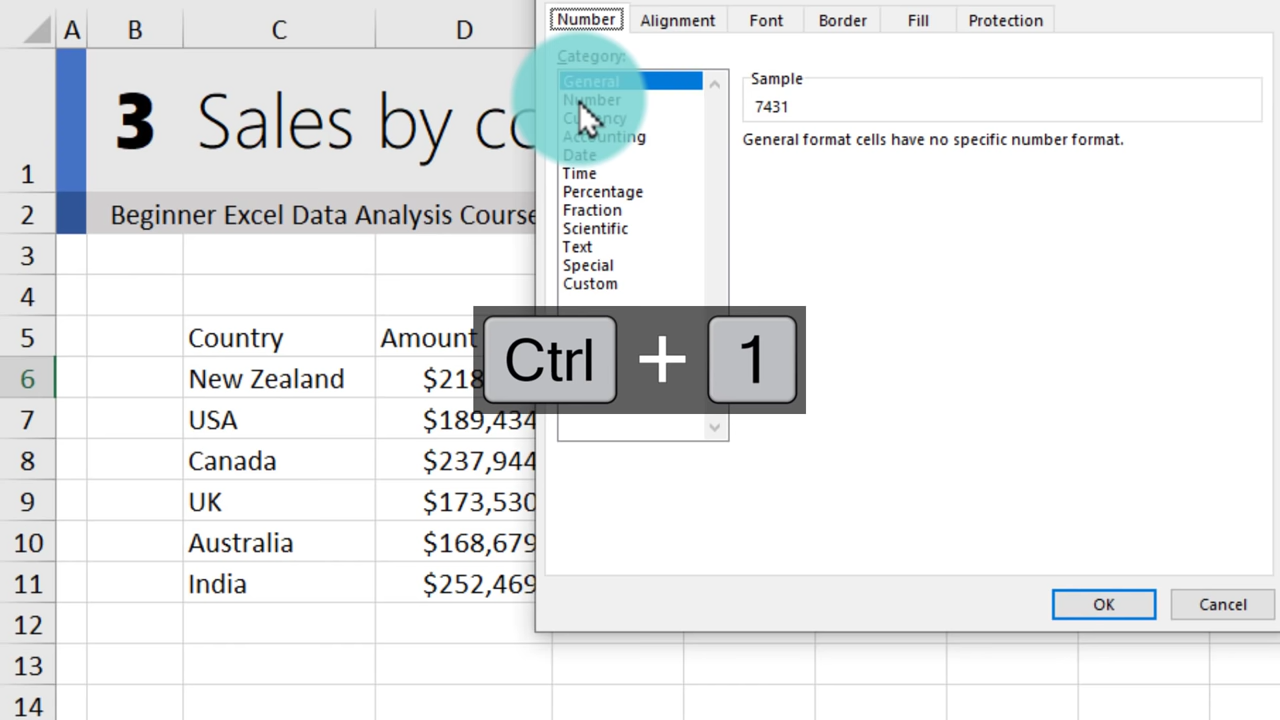 A B C D
1 3 Sales by co
2 Beginner Excel Data Analysis Course
3
4
5 Country Amount
6 New Zealand $218
7 USA $189,434
8 Canada $237,944
9 UK $173,530
10 Australia $168,679
11 India $252,469
12
13
14
Number Alignment Font Border Fill Protection
Category:
General
Number
Currency
Accounting
Date
Time
Percentage
Fraction
Scientific
Text
Special
Custom
Sample
7431
General format cells have no specific number format.
Ctrl + 1
OK Cancel